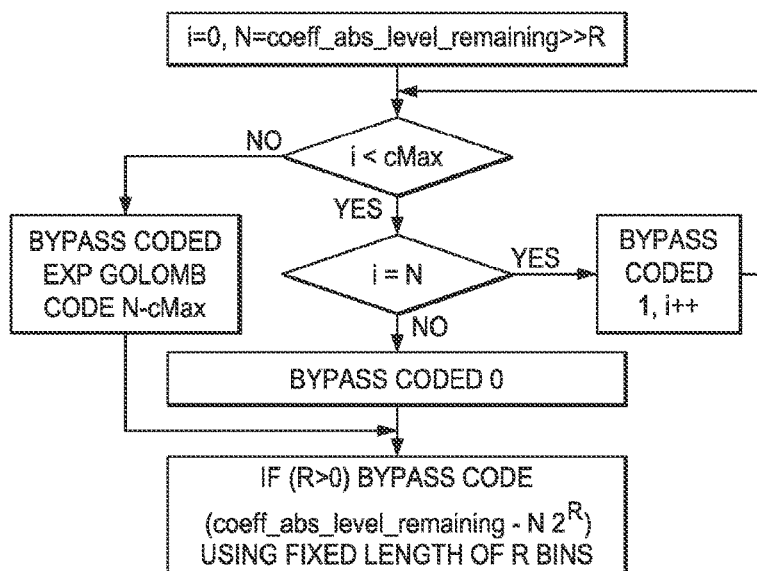 i=0, N=coeff_abs_level_remaining>>R
NO
i < cMax
YES
BYPASS CODED
EXP GOLOMB
CODE N-cMax
i = N
YES
BYPASS
CODED
1, i++
NO
BYPASS CODED 0
IF (R>0) BYPASS CODE
(coeff_abs_level_remaining - N 2^R)
USING FIXED LENGTH OF R BINS